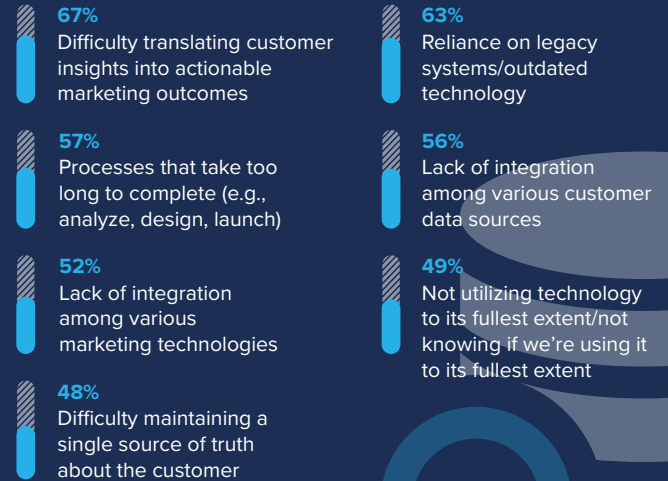 67%
Difficulty translating customer
insights into actionable
marketing outcomes
63%
Reliance on legacy
systems/outdated
technology
57%
Processes that take too
long to complete (e.g.,
analyze, design, launch)
56%
Lack of integration
among various customer
data sources
52%
Lack of integration
among various
marketing technologies
49%
Not utilizing technology
to its fullest extent/not
knowing if we’re using it
to its fullest extent
48%
Difficulty maintaining a
single source of truth
about the customer